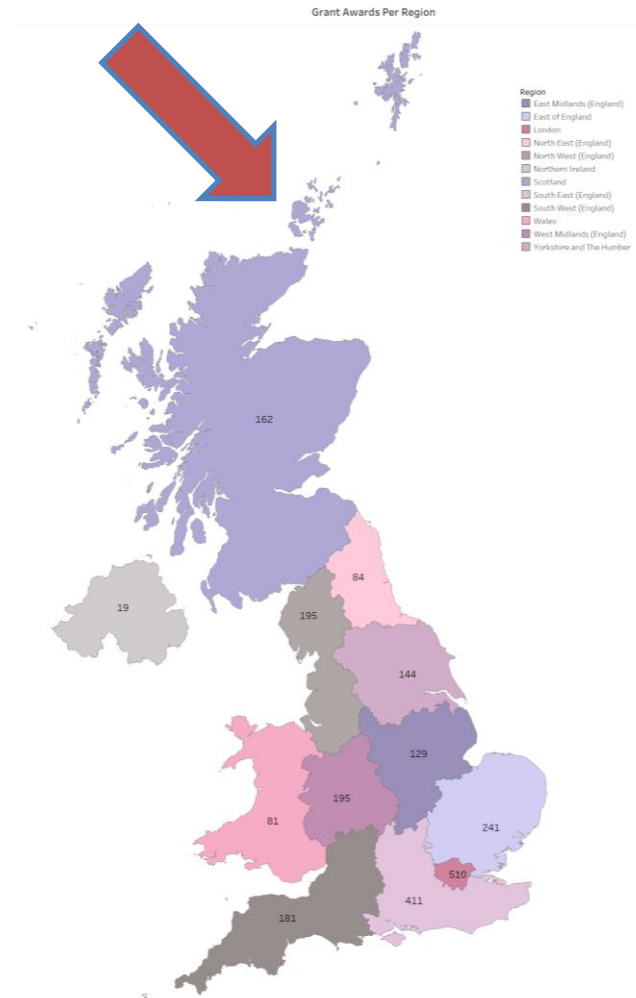 Grant Awards Per Region
Region
East Midlands (England)
East of England
London
North East (England)
North West (England)
Northern Ireland
Scotland
South East (England)
South West (England)
Wales
West Midlands (England)
Yorkshire and The Humber
162
84
19
195
144
129
195
81
241
510
411
181